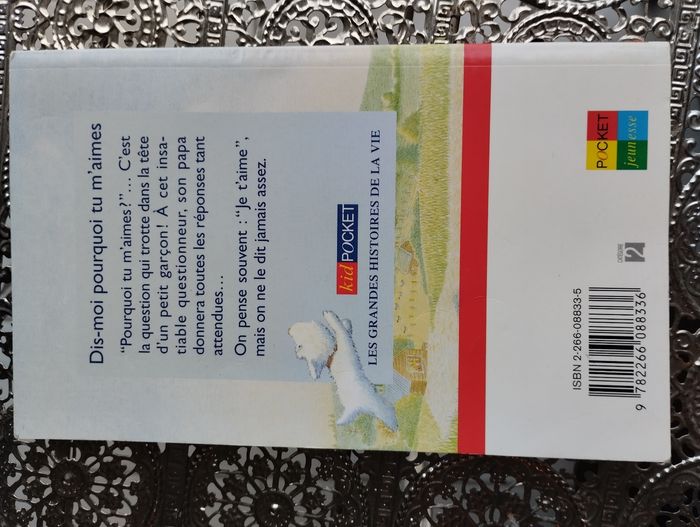 Dis-moi pourquoi tu m'aimes
"Pourquoi tu m'aimes?"... C'est
la question qui trotte dans la tête
d'un petit garçon! À cet insa-
tiable questionneur, son papa
donnera toutes les réponses tant
attendues...
On pense souvent : "Je t'aime",
mais on ne le dit jamais assez.
kid POCKET
LES GRANDES HISTOIRES DE LA VIE
POCKET
jeunesse
catégorie
2
ISBN 2-266-08833-5
9 782266 088336